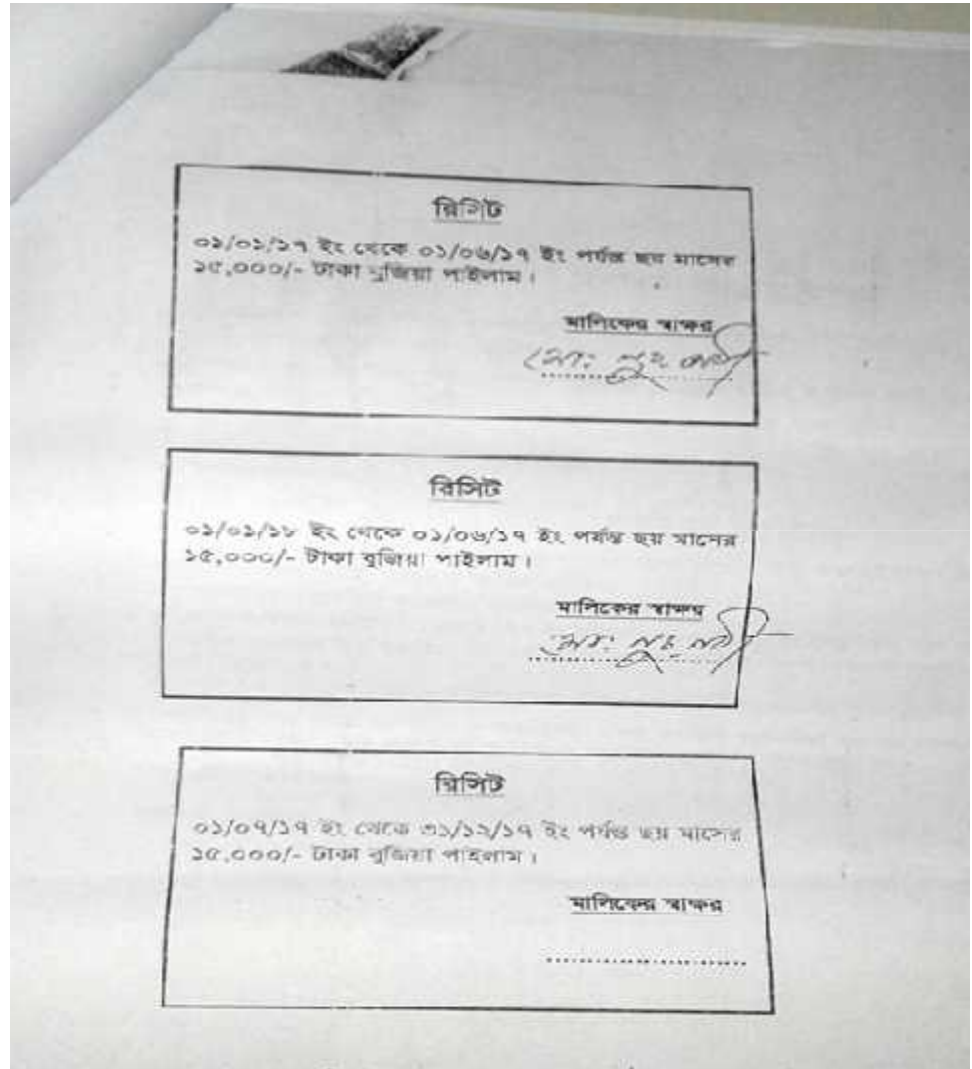 রিসিট
০১/০১/১৭ ইং থেকে ০১/০৬/১৭ ইং পর্যন্ত ছয় মাসের
১৫,০০০/- টাকা বুজিয়া পাইলাম।
মালিকের স্বাক্ষর
মো: নুহ নবী
রিসিট
০১/০১/১৮ ইং থেকে ০১/০৬/১৭ ইং পর্যন্ত ছয় মাসের
১৫,০০০/- টাকা বুজিয়া পাইলাম।
মালিকের স্বাক্ষর
মো: নুহ নবী
রিসিট
০১/০৭/১৭ ইং থেকে ৩১/১২/১৭ ইং পর্যন্ত ছয় মাসের
১৫,০০০/- টাকা বুজিয়া পাইলাম।
মালিকের স্বাক্ষর